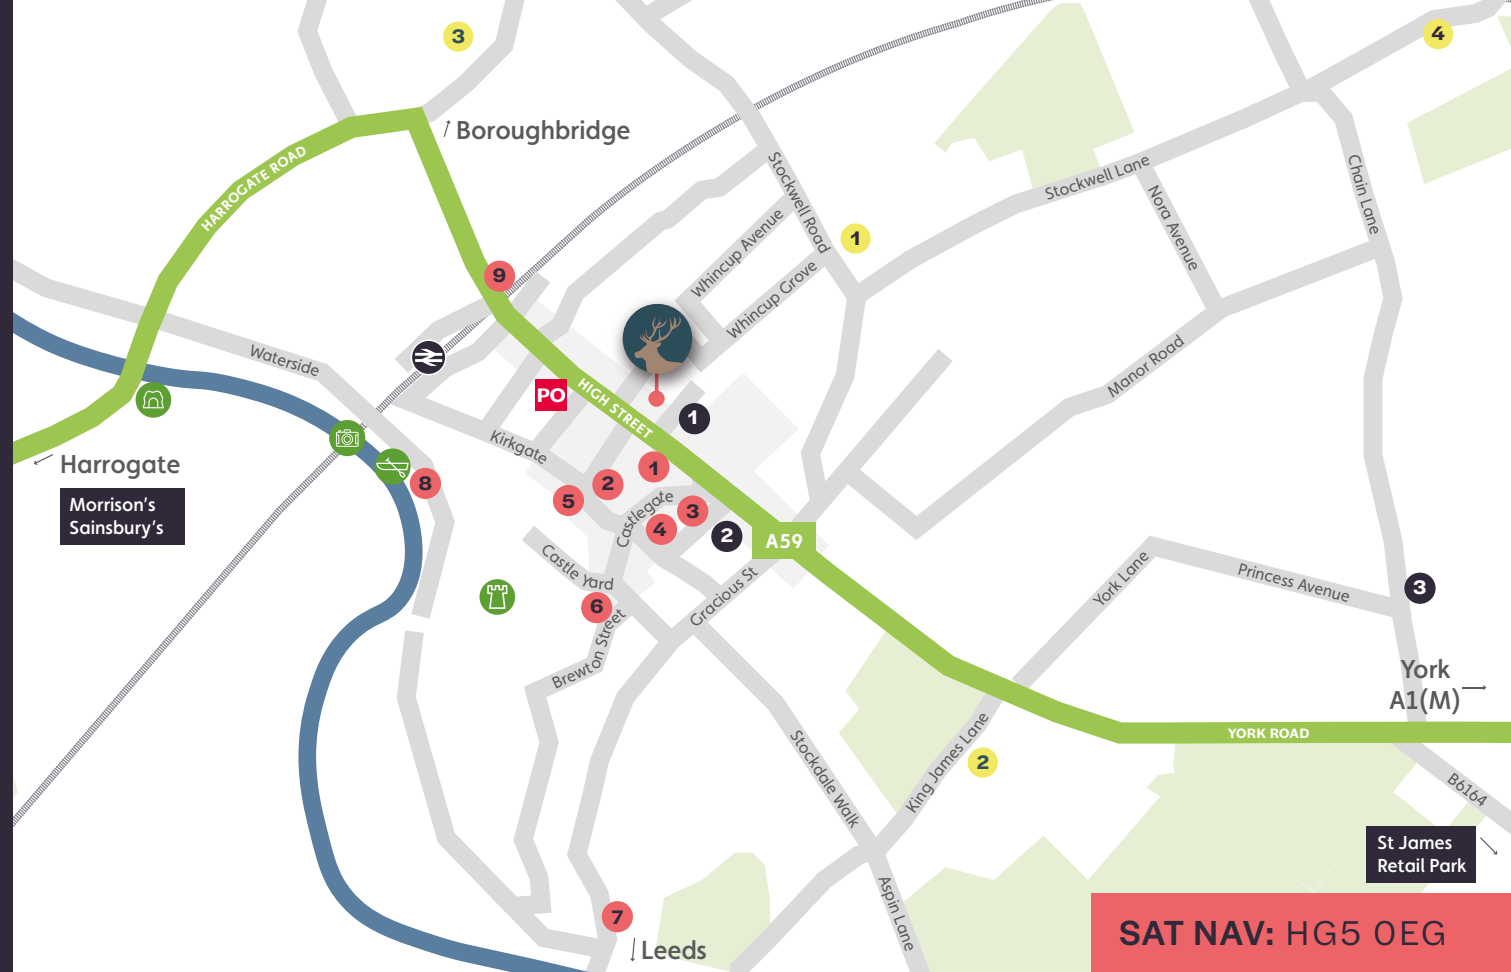 3
4
Boroughbridge
HARROGATE ROAD
Stockwell Road
Stockwell Lane
Chain Lane
Nora Avenue
Whincup Avenue
1
Whincup Grove
9
Waterside
PO
HIGH STREET
1
Manor Road
Kirkgate
Harrogate
Morrison's
Sainsbury's
8
5
2
1
Castlegate
3
4
2
A59
Castle Yard
Gracious St
6
Brewton Street
York Lane
Princess Avenue
3
York
A1(M)
YORK ROAD
King James Lane
2
Stockdale Walk
B6164
St James
Retail Park
Aspin Lane
7
Leeds
SAT NAV: HG5 0EG